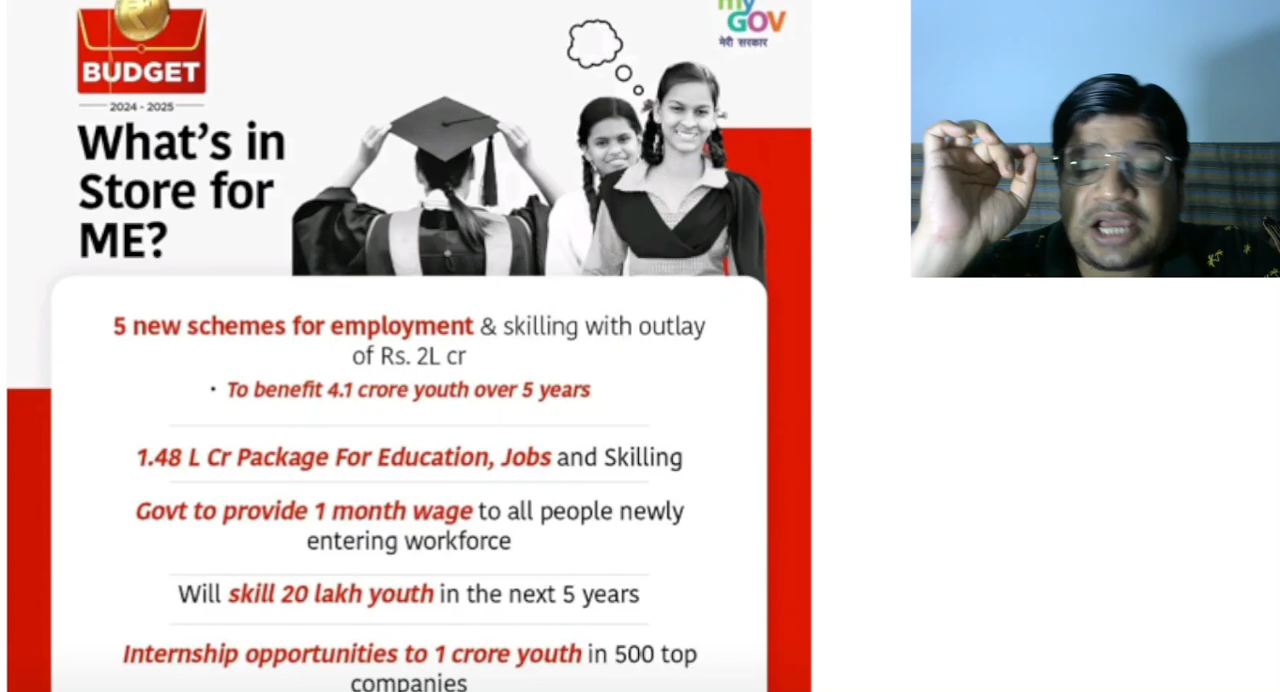 my
GOV
मेरी सरकार
BUDGET
2024 - 2025
What's in
Store for
ME?
5 new schemes for employment & skilling with outlay
of Rs. 2L cr
· To benefit 4.1 crore youth over 5 years
1.48 L Cr Package For Education, Jobs and Skilling
Govt to provide 1 month wage to all people newly
entering workforce
Will skill 20 lakh youth in the next 5 years
Internship opportunities to 1 crore youth in 500 top
companies